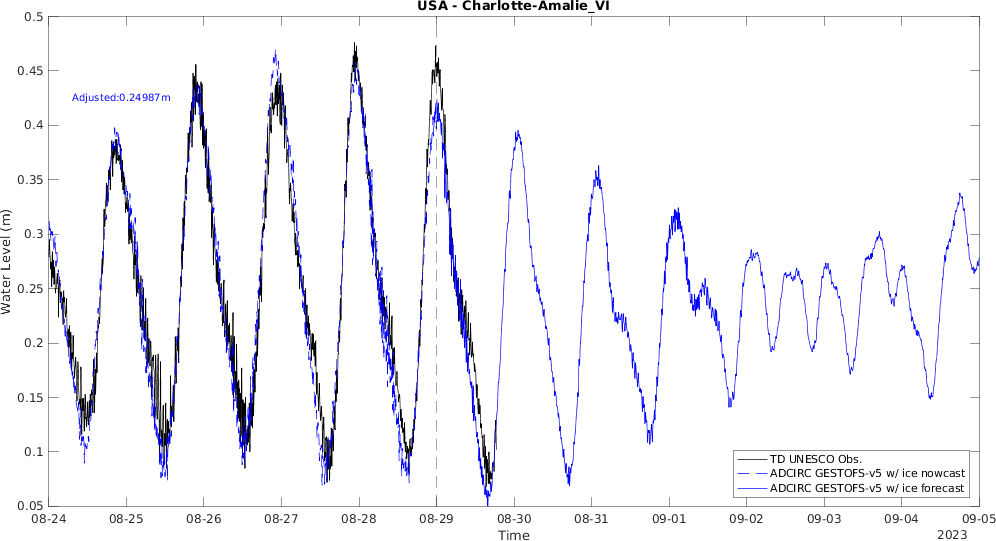 USA - Charlotte-Amalie_VI
0.5
0.45
Adjusted:0.24987m
0.4
0.35
0.3
0.25
0.2
0.15
0.1
0.05
Water Level (m)
TD UNESCO Obs.
ADCIRC GESTOFS-v5 w/ ice nowcast
ADCIRC GESTOFS-v5 w/ ice forecast
08-24 08-25 08-26 08-27 08-28 08-29 08-30 08-31 09-01 09-02 09-03 09-04 09-05
Time
2023